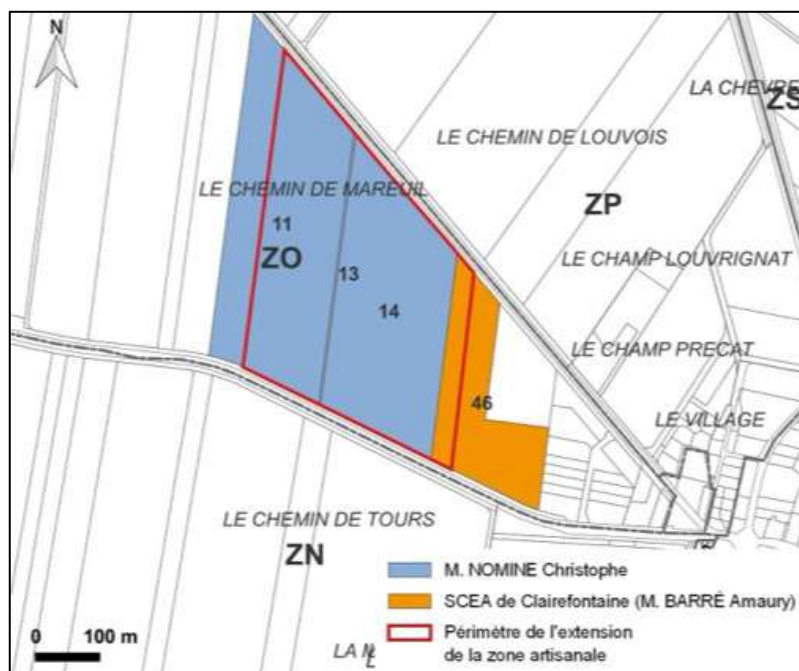 N
LA CHEVRE
ZS
LE CHEMIN DE LOUVOIS
LE CHEMIN DE MAREUIL
ZP
11
ZO
LE CHAMP LOUVRIGNAT
13
14
LE CHAMP PRECAT
46
LE VILLAGE
LE CHEMIN DE TOURS
ZN
M. NOMINE Christophe
SCEA de Clairefontaine (M. BARRÉ Amaury)
0 100 m
Périmètre de l'extension
de la zone artisanale
LA